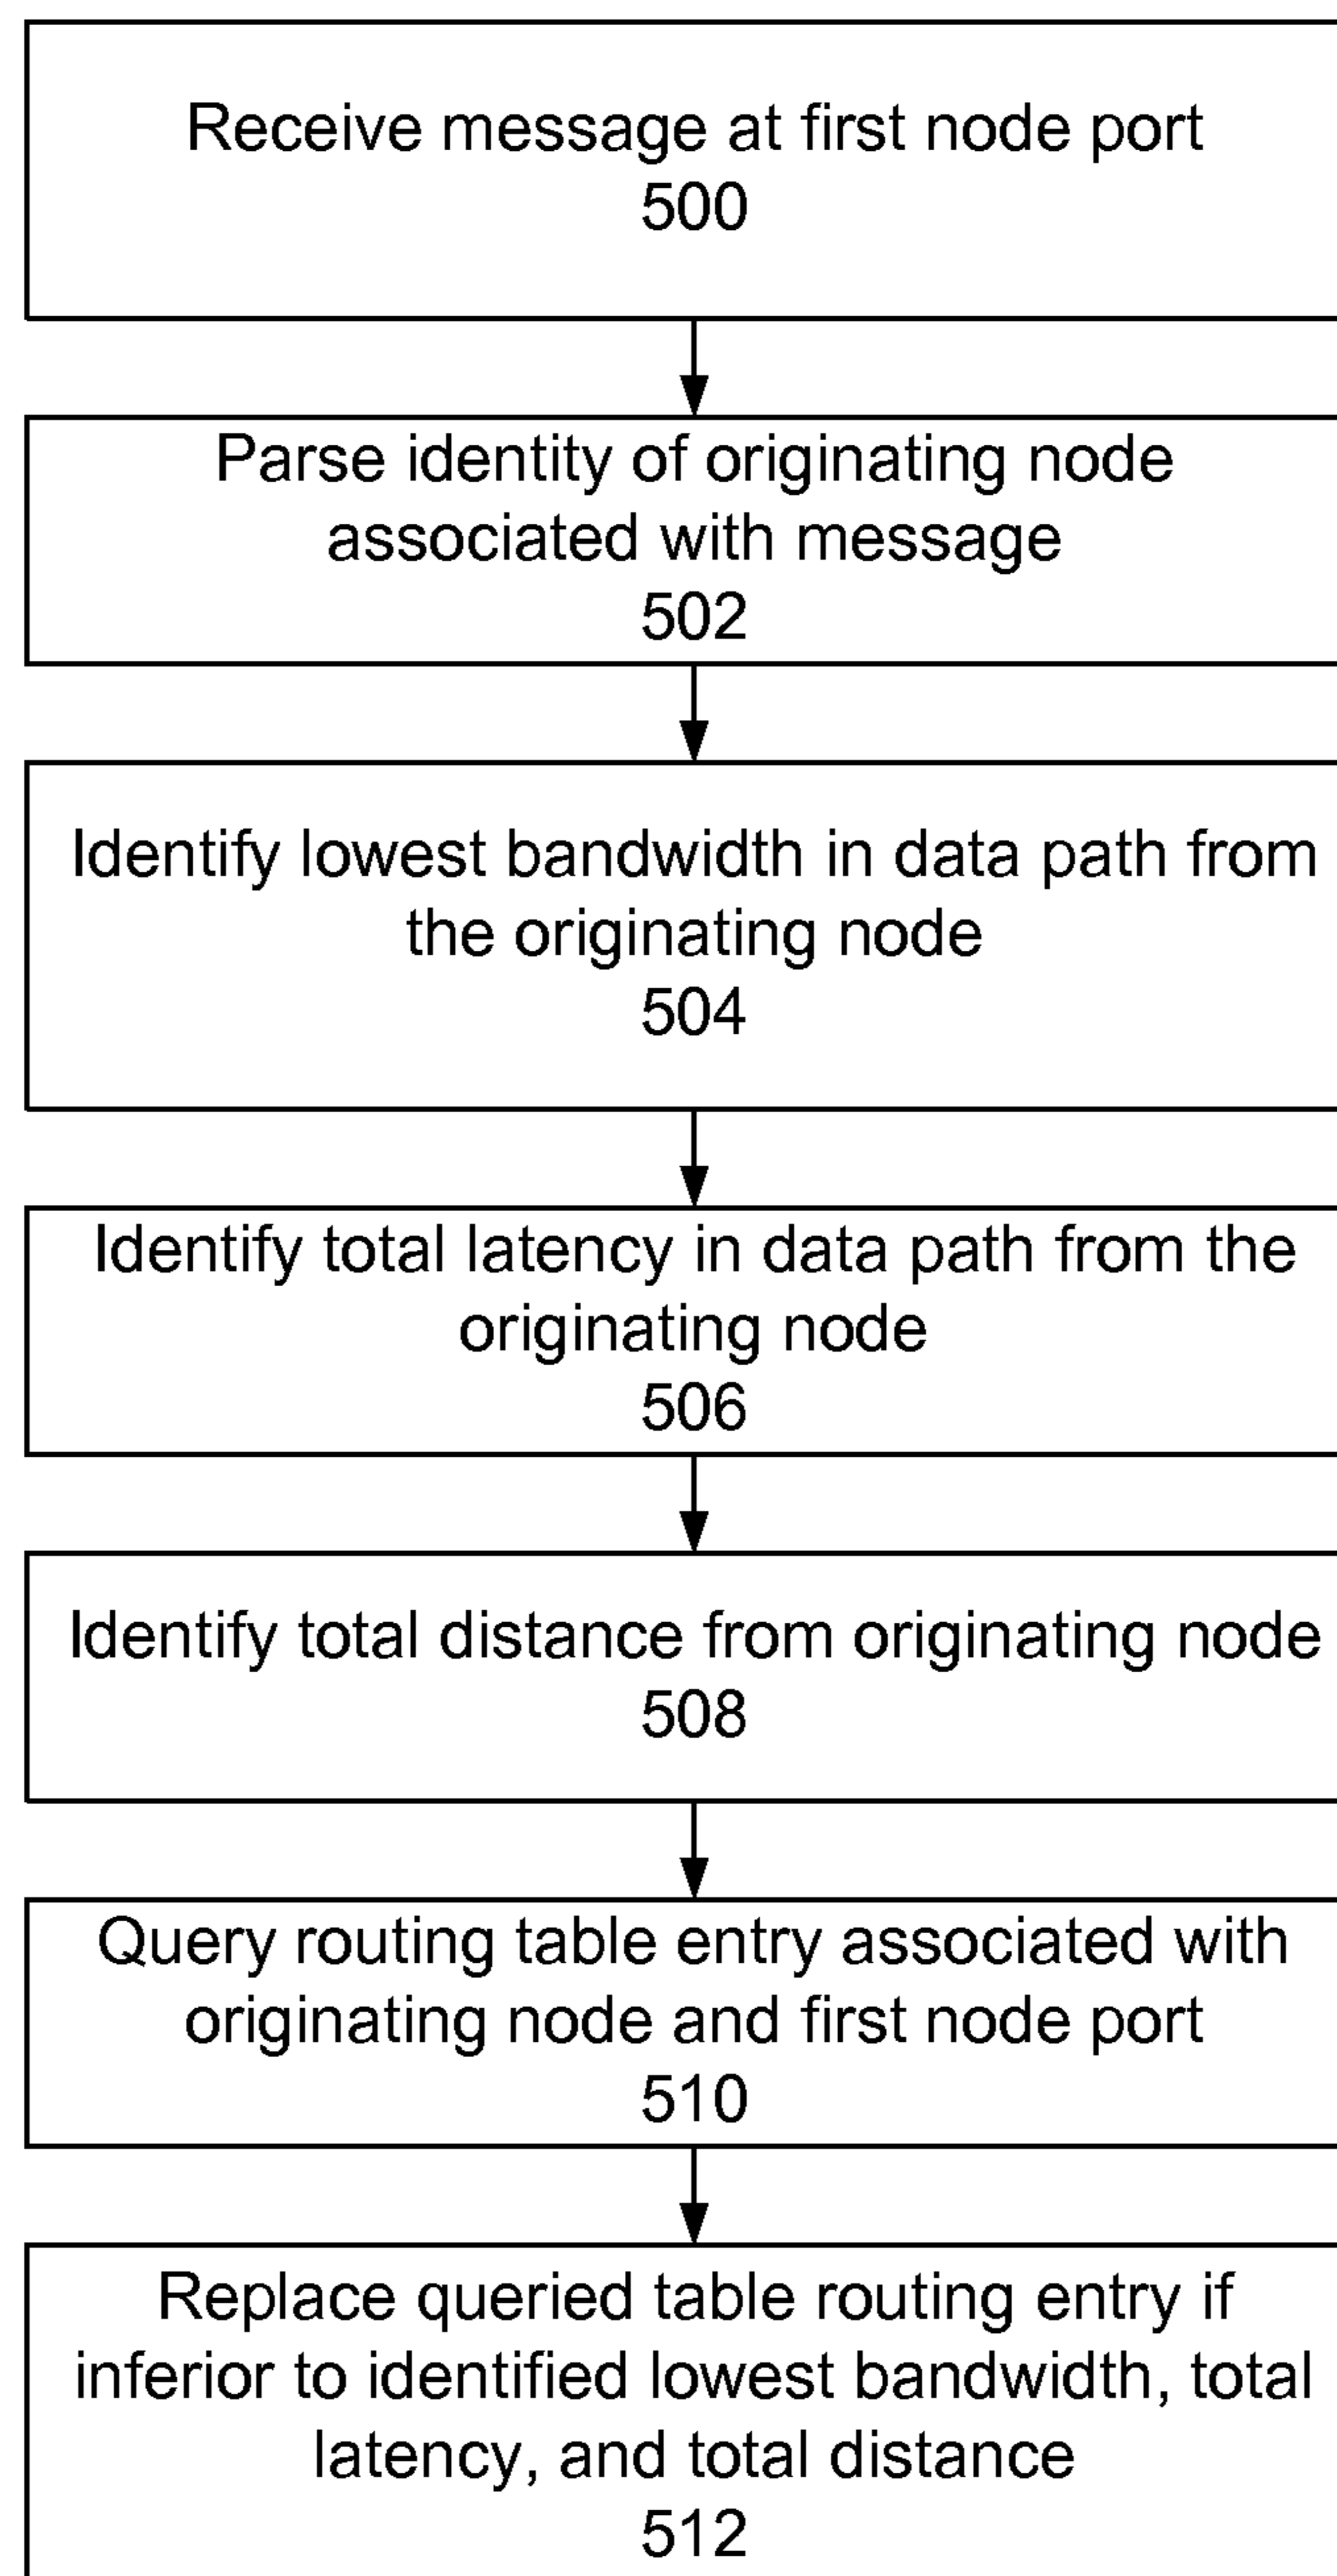 Receive message at first node port
500
Parse identity of originating node
associated with message
502
Identify lowest bandwidth in data path from
the originating node
504
Identify total latency in data path from the
originating node
506
Identify total distance from originating node
508
Query routing table entry associated with
originating node and first node port
510
Replace queried table routing entry if
inferior to identified lowest bandwidth, total
latency, and total distance
512